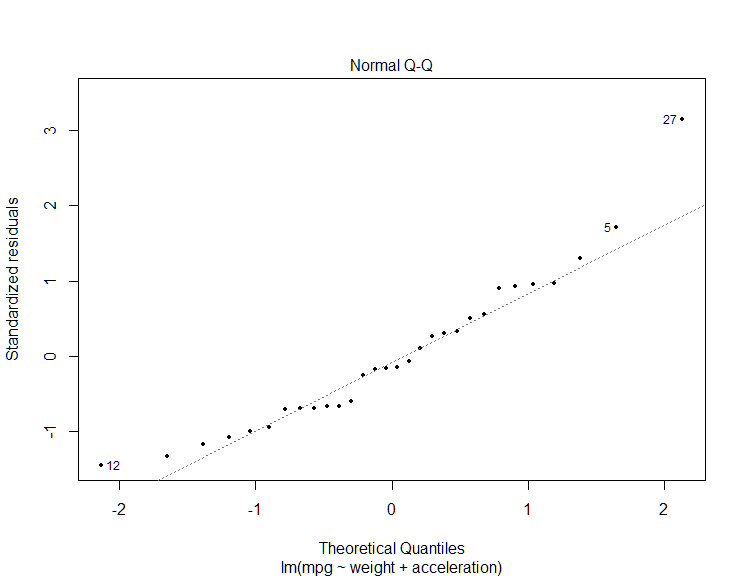 Normal Q-Q
3
27
2
5
1
0
-1
12
Standardized residuals
-2 -1 0 1 2
Theoretical Quantiles
lm(mpg ~ weight + acceleration)